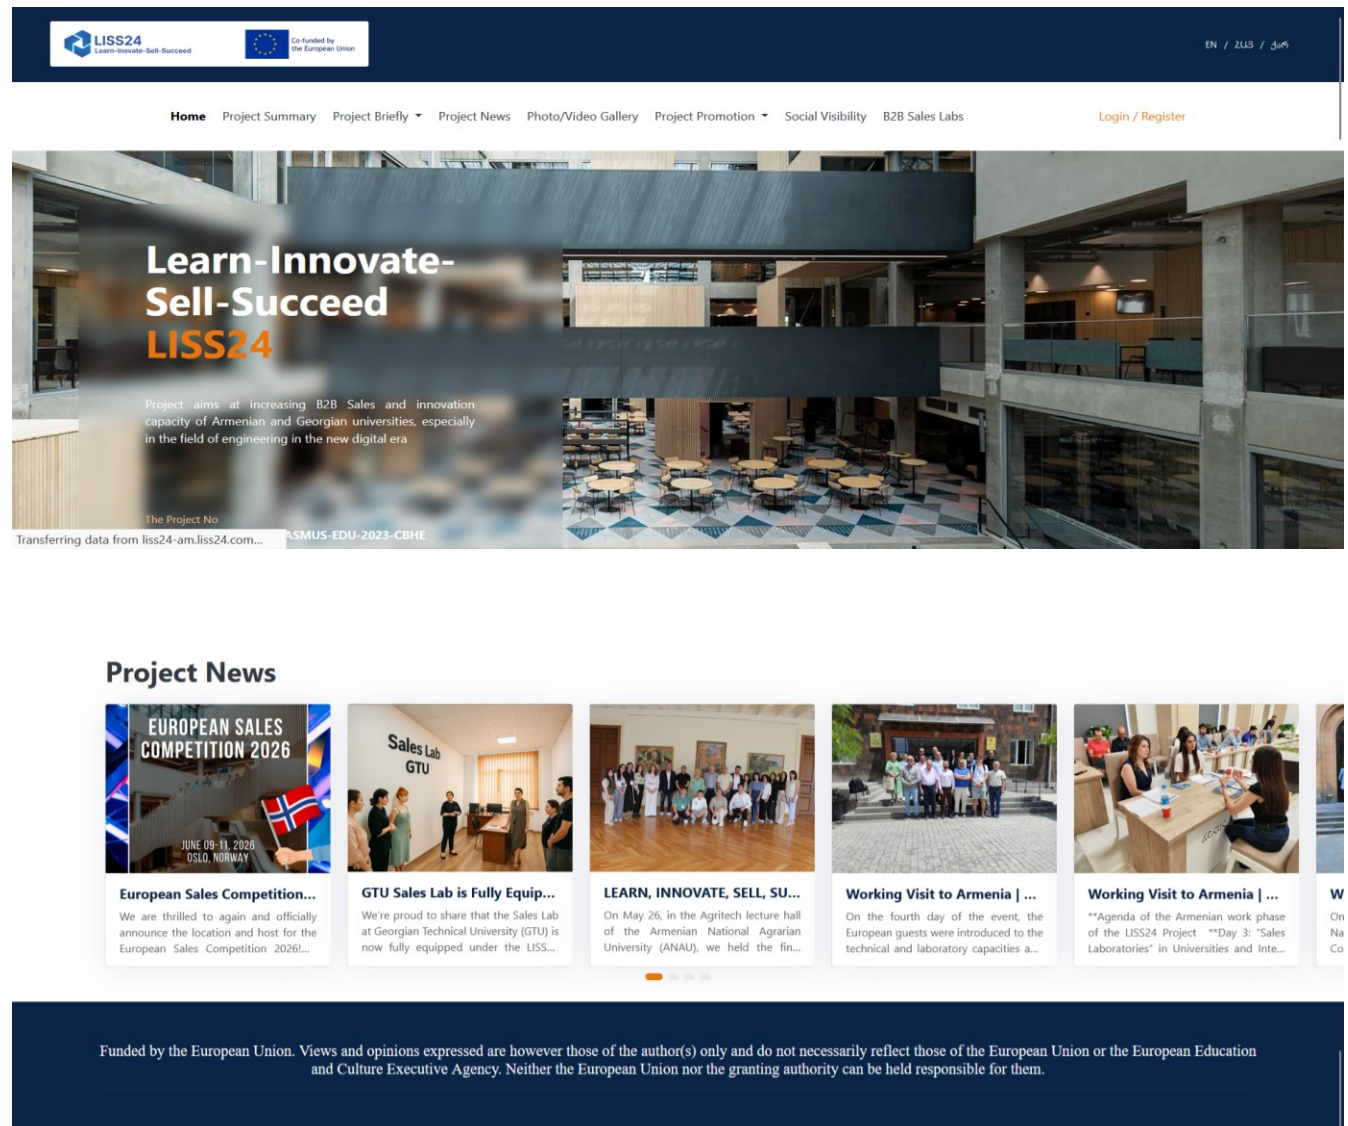 LISS24
Learn-Inovate-Sell-Succeed
Co-funded by
the European Union
EN / ՀԱՅ / ქარ
Home Project Summary Project Briefly Project News Photo/Video Gallery Project Promotion Social Visibility B2B Sales Labs Login / Register
Learn-Innovate-
Sell-Succeed
LISS24
Project aims at increasing B2B Sales and innovation
capacity of Armenian and Georgian universities, especially
in the field of engineering in the new digital era
The Project No
ASMUS-EDU-2023-CBHE
Transferring data from liss24-am.liss24.com...
Project News
EUROPEAN SALES
COMPETITION 2026
JUNE 09-11, 2026
OSLO, NORWAY
European Sales Competition...
We are thrilled to again and officially
announce the location and host for the
European Sales Competition 2026!...
Sales Lab
GTU
GTU Sales Lab is Fully Equip...
We're proud to share that the Sales Lab
at Georgian Technical University (GTU) is
now fully equipped under the LISS...
LEARN, INNOVATE, SELL, SU...
On May 26, in the Agritech lecture hall
of the Armenian National Agrarian
University (ANAU), we held the fin...
Working Visit to Armenia | ...
On the fourth day of the event, the
European guests were introduced to the
technical and laboratory capacities a...
Working Visit to Armenia | ...
**Agenda of the Armenian work phase
of the LISS24 Project **Day 3: "Sales
Laboratories" in Universities and Inte...
W
On
Na
Co
Funded by the European Union. Views and opinions expressed are however those of the author(s) only and do not necessarily reflect those of the European Union or the European Education
and Culture Executive Agency. Neither the European Union nor the granting authority can be held responsible for them.